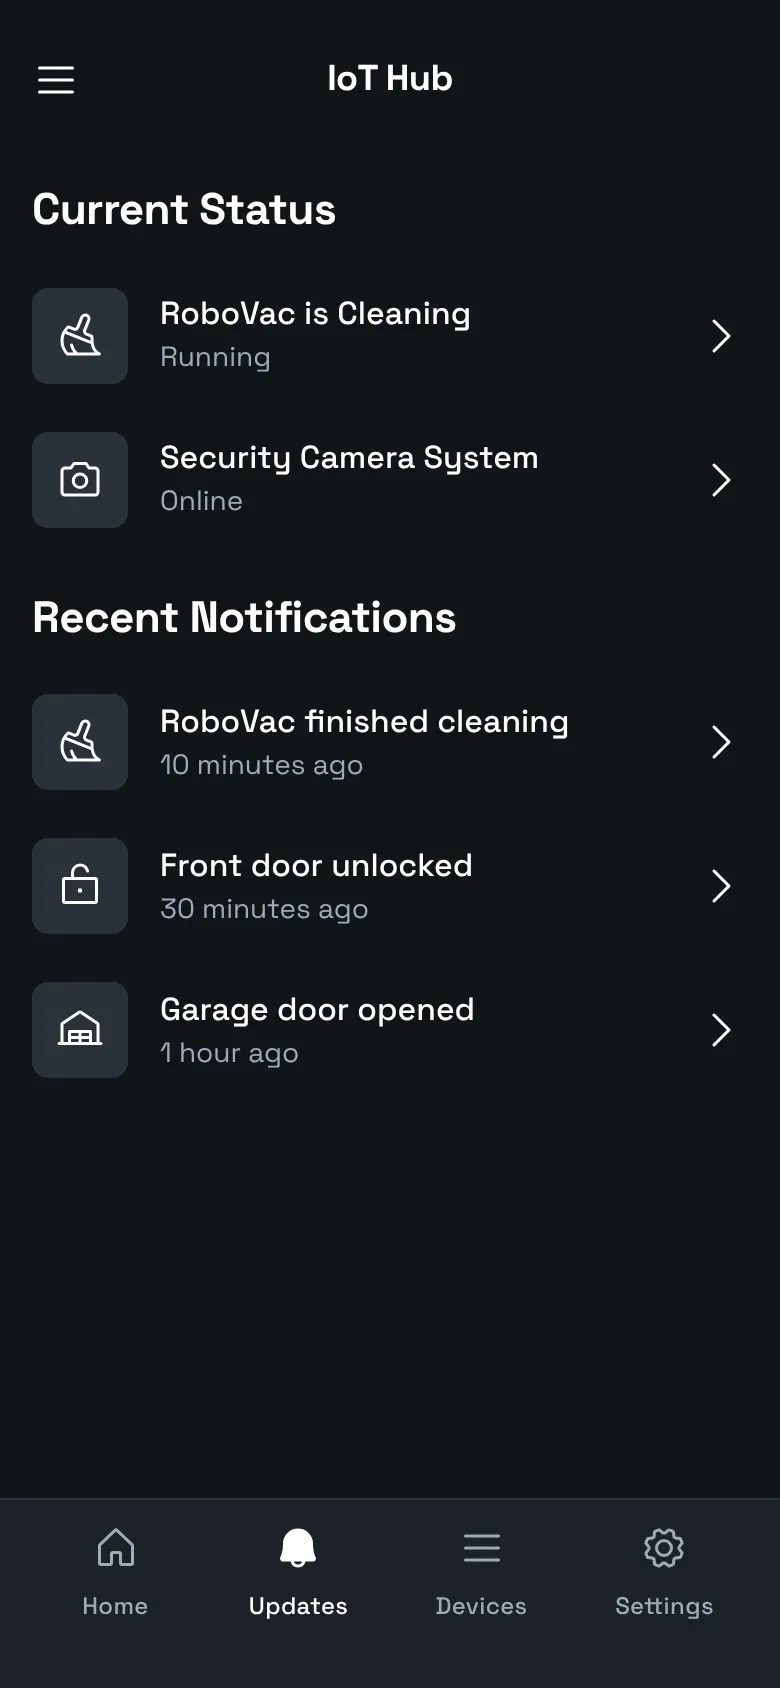 IoT Hub
Current Status
RoboVac is Cleaning
Running
Security Camera System
Online
Recent Notifications
RoboVac finished cleaning
10 minutes ago
Front door unlocked
30 minutes ago
Garage door opened
1 hour ago
Home
Updates
Devices
Settings